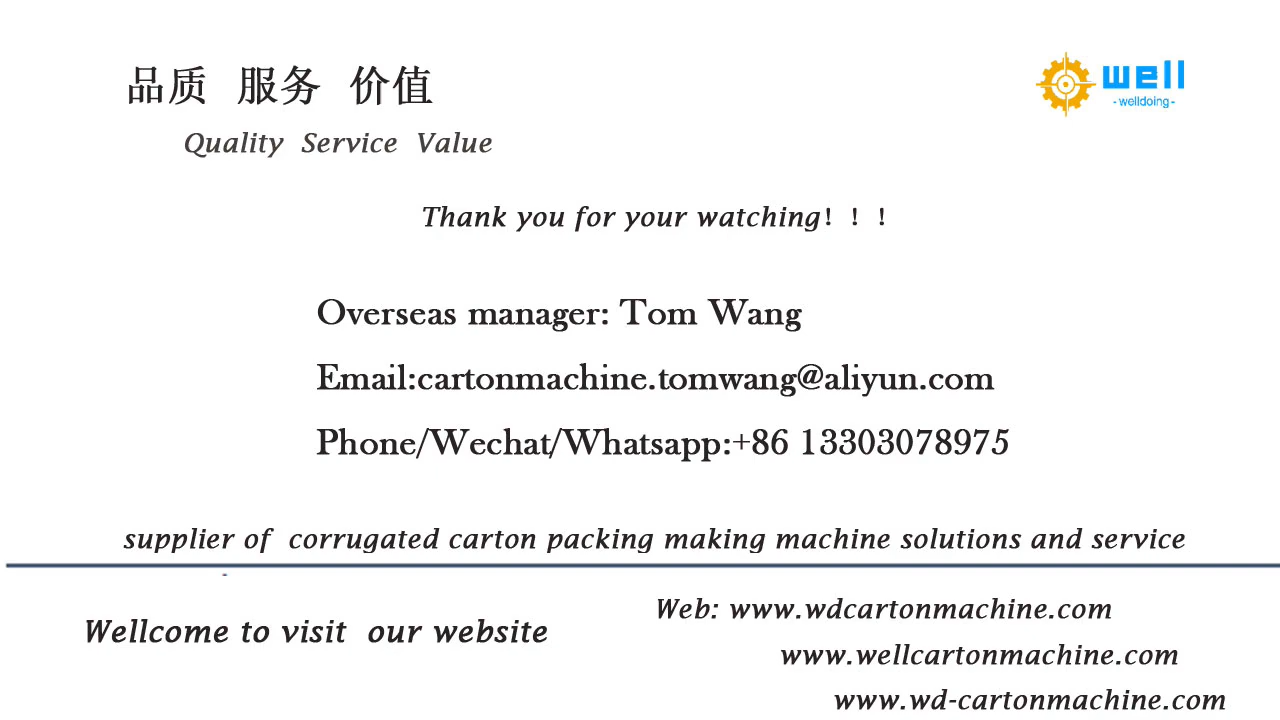 品质 服务 价值
well
-welldoing-
Quality Service Value
Thank you for your watching！！！
Overseas manager: Tom Wang
Email:cartonmachine.tomwang@aliyun.com
Phone/Wechat/Whatsapp:+86 13303078975
supplier of corrugated carton packing making machine solutions and service
Wellcome to visit our website
Web: www.wdcartonmachine.com
www.wellcartonmachine.com
www.wd-cartonmachine.com